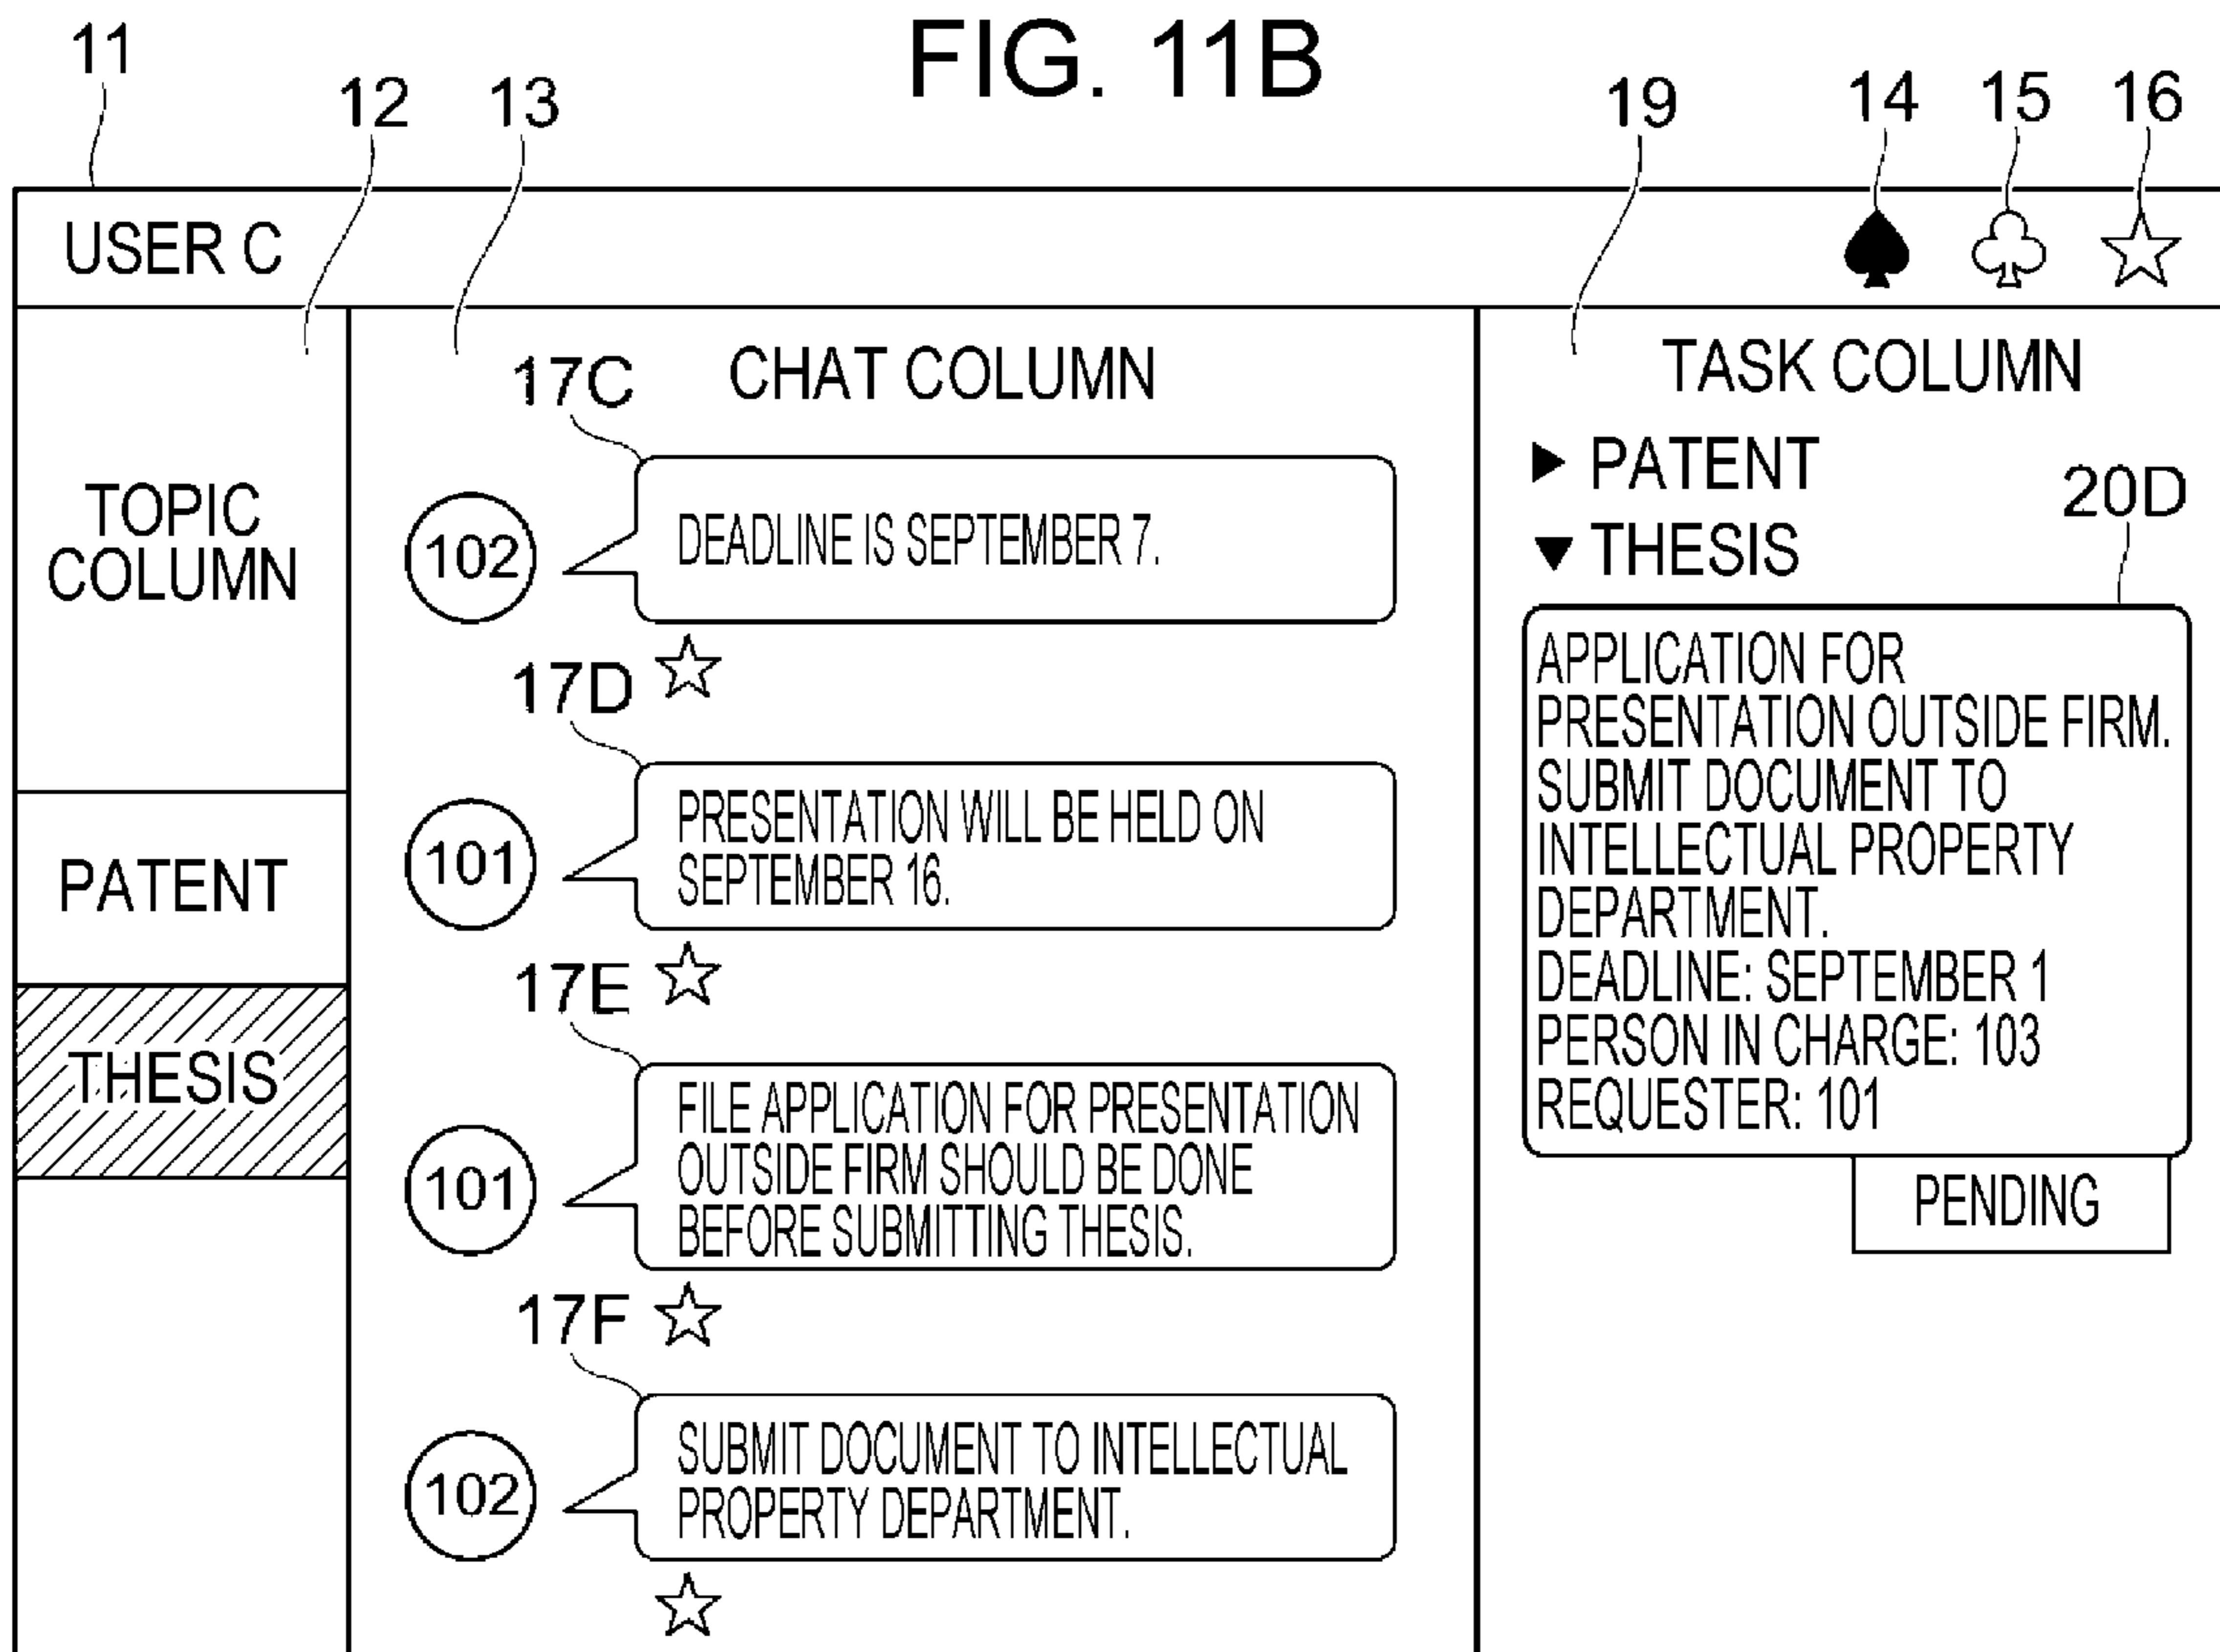 FIG. 11B
11
12
13
19
14
15
16
USER C
TOPIC
COLUMN
PATENT
THESIS
CHAT COLUMN
17C
102
DEADLINE IS SEPTEMBER 7.
17D
101
PRESENTATION WILL BE HELD ON
SEPTEMBER 16.
17E
101
FILE APPLICATION FOR PRESENTATION
OUTSIDE FIRM SHOULD BE DONE
BEFORE SUBMITTING THESIS.
17F
102
SUBMIT DOCUMENT TO INTELLECTUAL
PROPERTY DEPARTMENT.
TASK COLUMN
PATENT
THESIS
20D
APPLICATION FOR
PRESENTATION OUTSIDE FIRM.
SUBMIT DOCUMENT TO
INTELLECTUAL PROPERTY
DEPARTMENT.
DEADLINE: SEPTEMBER 1
PERSON IN CHARGE: 103
REQUESTER: 101
PENDING